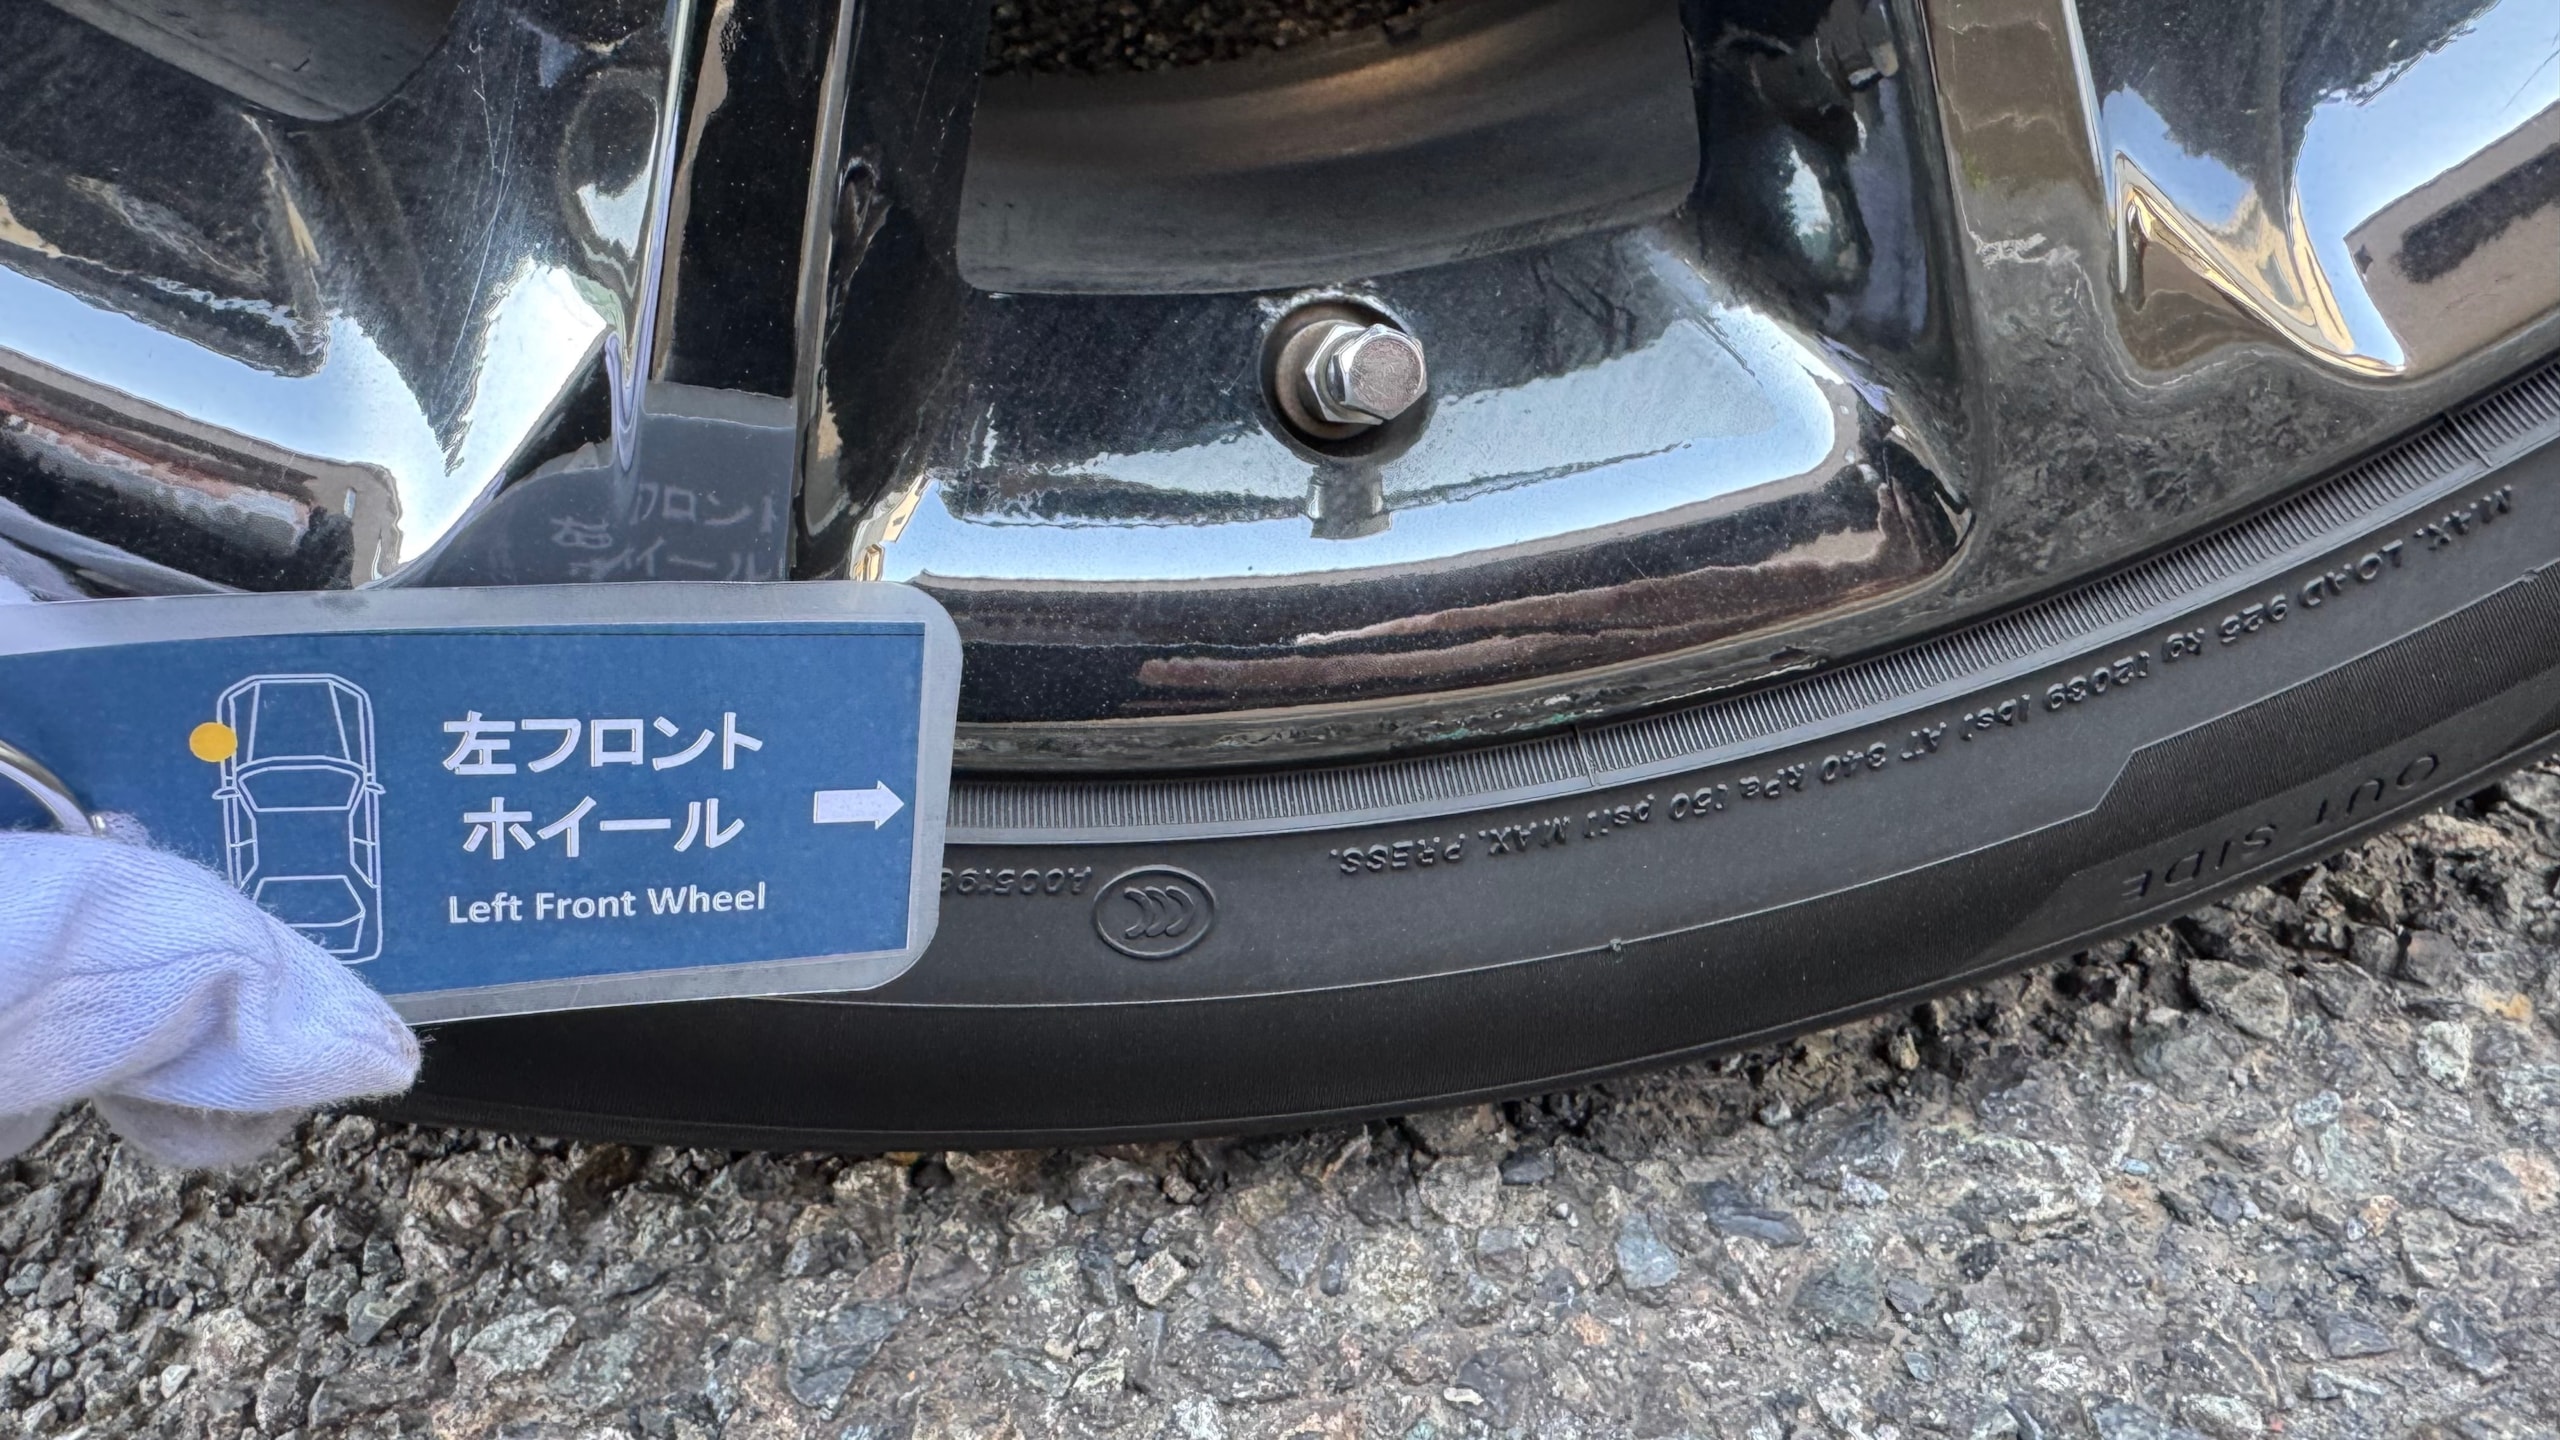 左フロント
ホイール
Left Front Wheel
MAX. LOAD 925 kg (2039 lbs) AT 340 kPa (50 psi) MAX. PRESS.
OUT SIDE